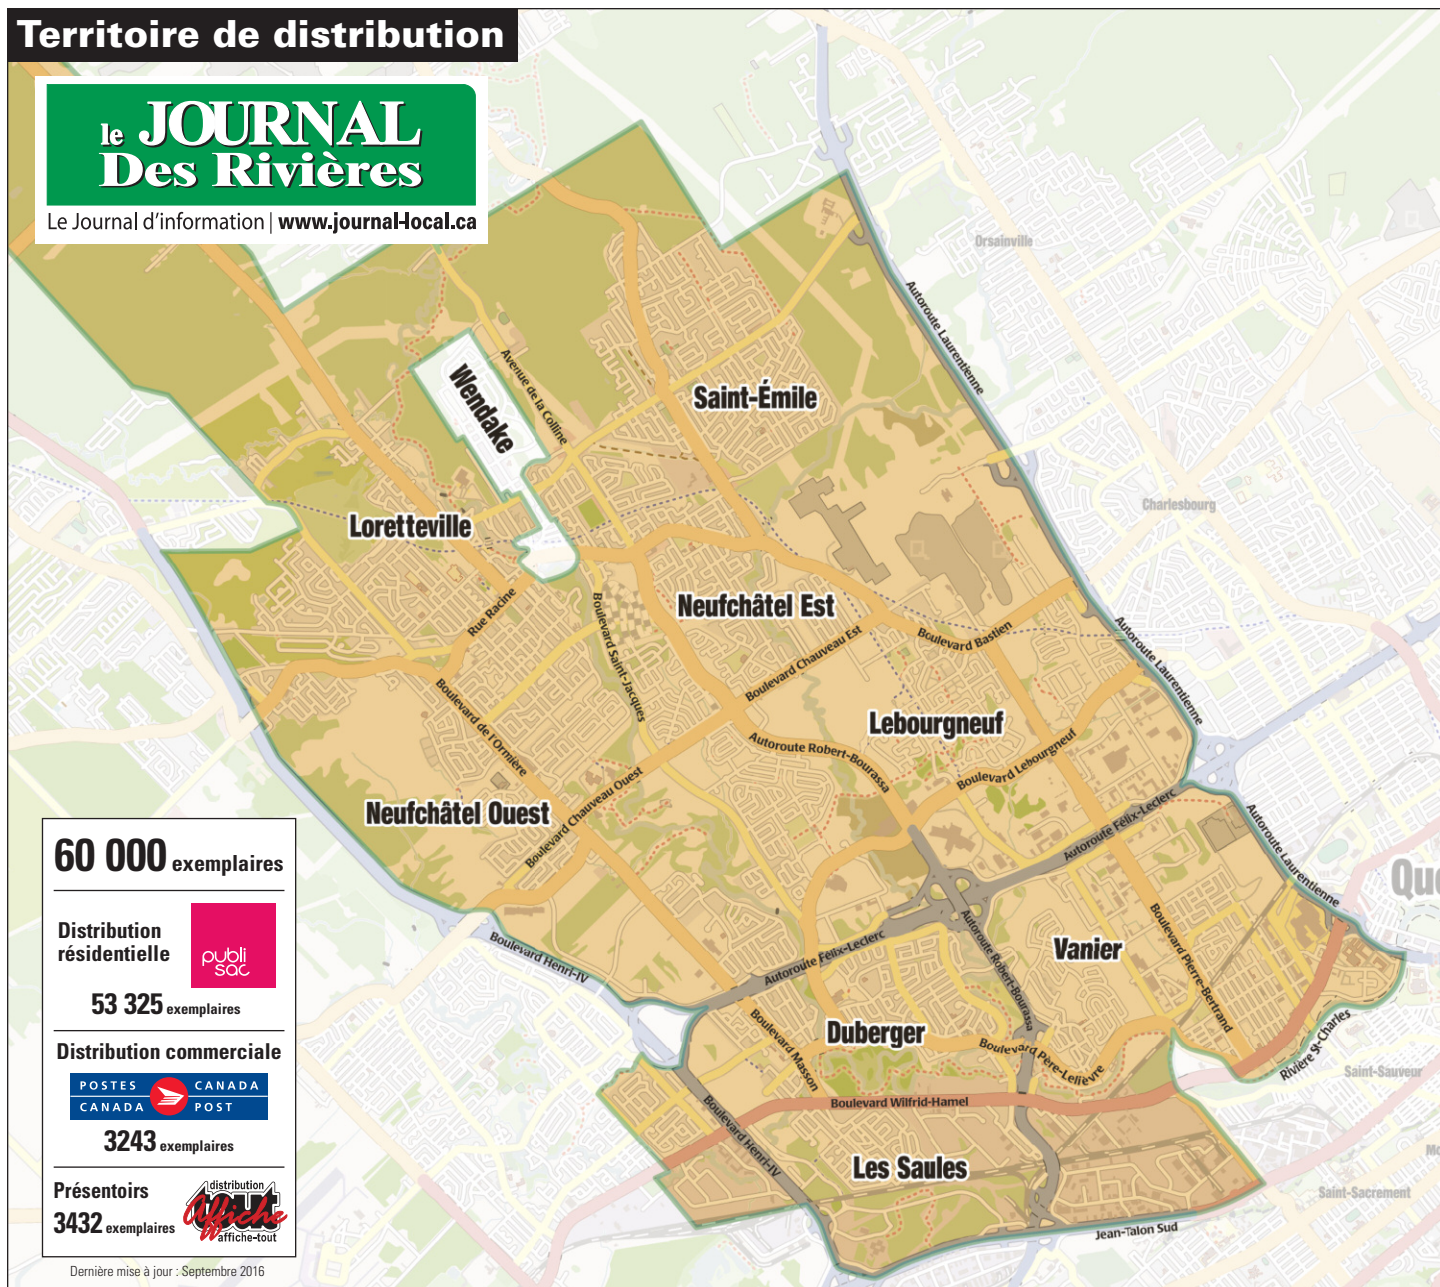 Territoire de distribution
le JOURNAL
Des Rivières
Le Journal d'information | www.journal-local.ca
Orsainville
Autoroute Laurentienne
Wendake
Avenue de la Colline
Saint-Émile
Charlesbourg
Loretteville
Neufchâtel Est
Rue Racine
Boulevard Saint-Jacques
Boulevard Chauveau Est
Boulevard Bastien
Autoroute Laurentienne
Boulevard de l'Ormière
Lebourgneuf
Autoroute Robert-Bourassa
Boulevard Lebourgneuf
Neufchâtel Ouest
Boulevard Chauveau Ouest
Autoroute Félix-Leclerc
Autoroute Laurentienne
Qué
60 000 exemplaires
Distribution
résidentielle
publi
sac
53 325 exemplaires
Distribution commerciale
POSTES CANADA
CANADA POST
3243 exemplaires
Présentoirs
3432 exemplaires
distribution
tout
Affiche
affiche-tout
Dernière mise à jour : Septembre 2016
Boulevard Henri-IV
Autoroute Félix-Leclerc
Autoroute Robert-Bourassa
Vanier
Boulevard Pierre-Bertrand
Boulevard Masson
Duberger
Boulevard Père-Lelièvre
Rivière St-Charles
Saint-Sauveur
Boulevard Wilfrid-Hamel
Boulevard Henri-IV
Les Saules
Saint-Sacrement
Jean-Talon Sud